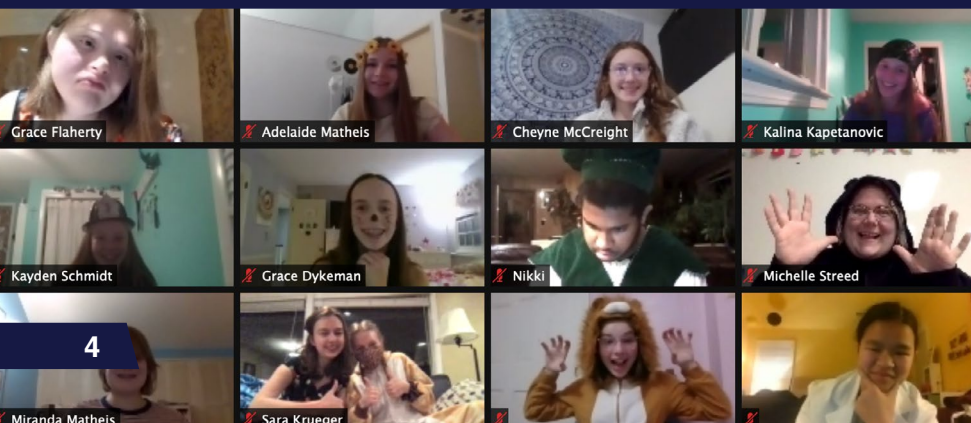 Grace Flaherty
Adelaide Matheis
Cheyne McCreight
Kalina Kapetanovic
Kayden Schmidt
Grace Dykeman
Nikki
Michelle Streed
4
Miranda Matheis
Sara Krueger